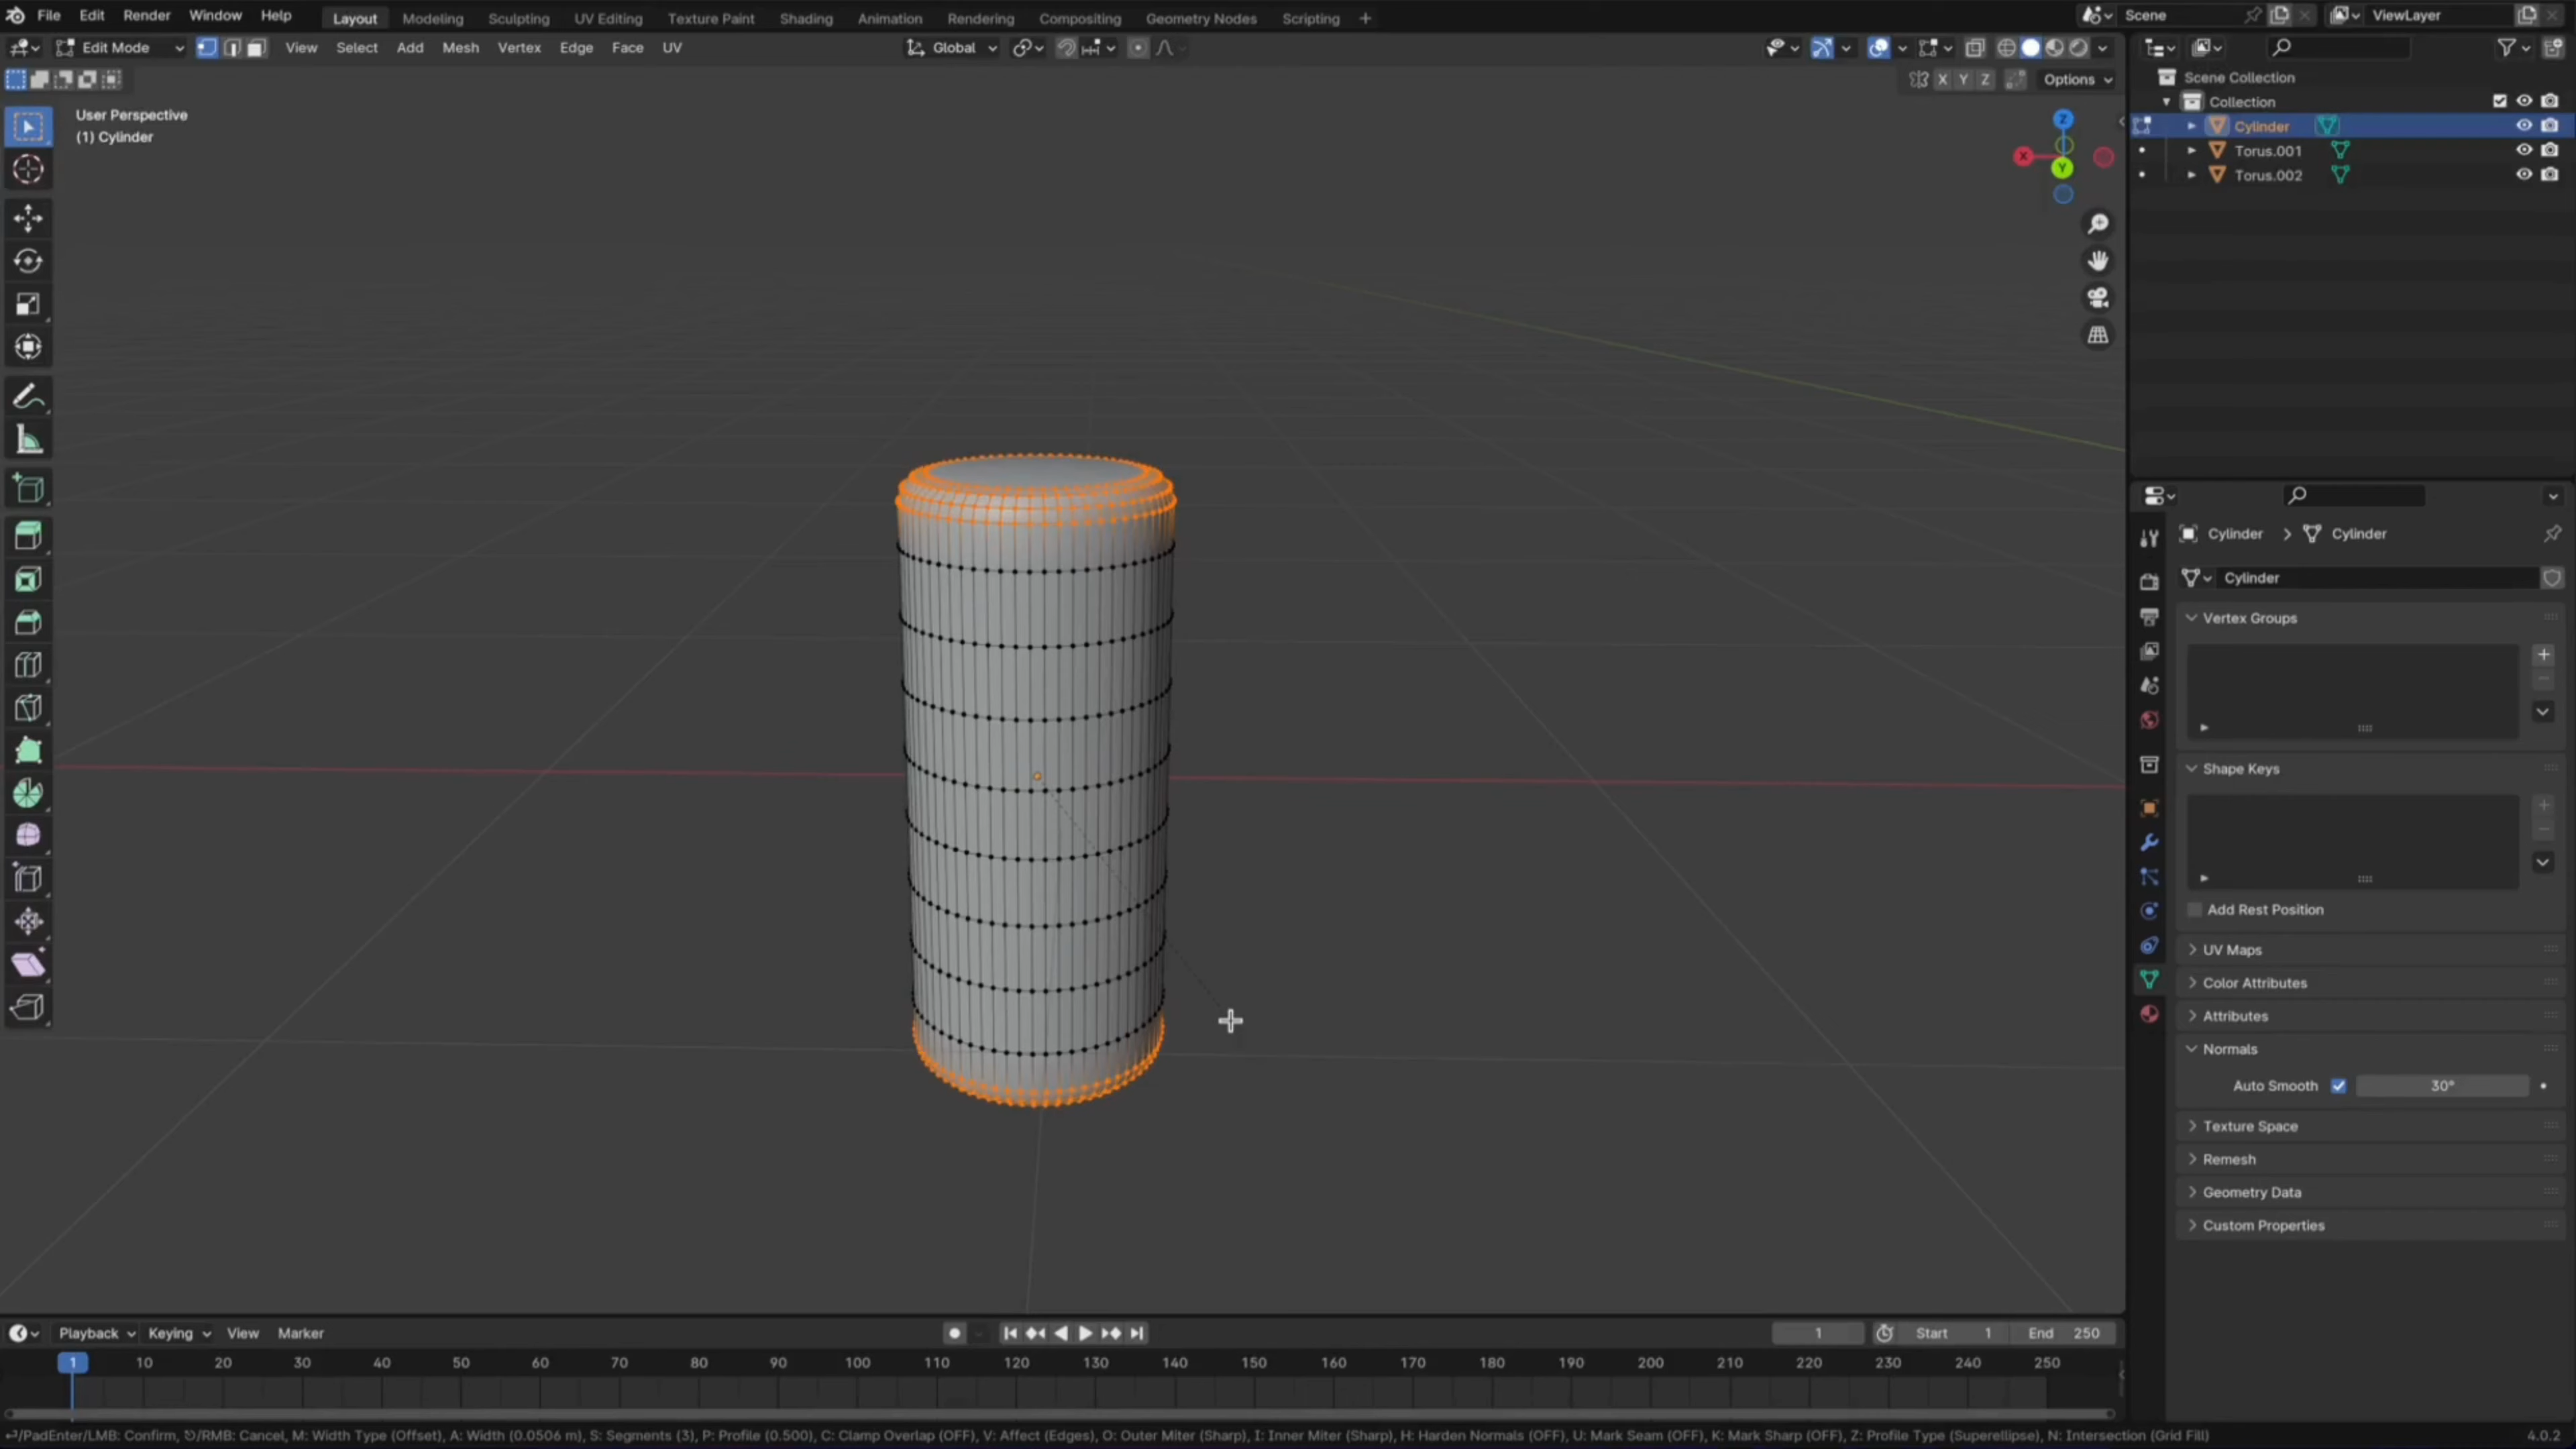 File Edit Render Window Help Layout Modeling Sculpting UV Editing Texture Paint Shading Animation Rendering Compositing Geometry Nodes Scripting + Scene ViewLayer
Edit Mode View Select Add Mesh Vertex Edge Face UV Global
X Y Z Options
User Perspective
(1) Cylinder
Z
X
Y
Scene Collection
Collection
Cylinder
Torus.001
Torus.002
Cylinder > Cylinder
Cylinder
Vertex Groups
Shape Keys
Add Rest Position
UV Maps
Color Attributes
Attributes
Normals
Auto Smooth 30°
Texture Space
Remesh
Geometry Data
Custom Properties
Playback Keying View Marker 1 Start 1 End 250
1 10 20 30 40 50 60 70 80 90 100 110 120 130 140 150 160 170 180 190 200 210 220 230 240 250
⏎/PadEnter/LMB: Confirm, ⎋/RMB: Cancel, M: Width Type (Offset), A: Width (0.0506 m), S: Segments (3), P: Profile (0.500), C: Clamp Overlap (OFF), V: Affect (Edges), O: Outer Miter (Sharp), I: Inner Miter (Sharp), H: Harden Normals (OFF), U: Mark Seam (OFF), K: Mark Sharp (OFF), Z: Profile Type (Superellipse), N: Intersection (Grid Fill) 4.0.2